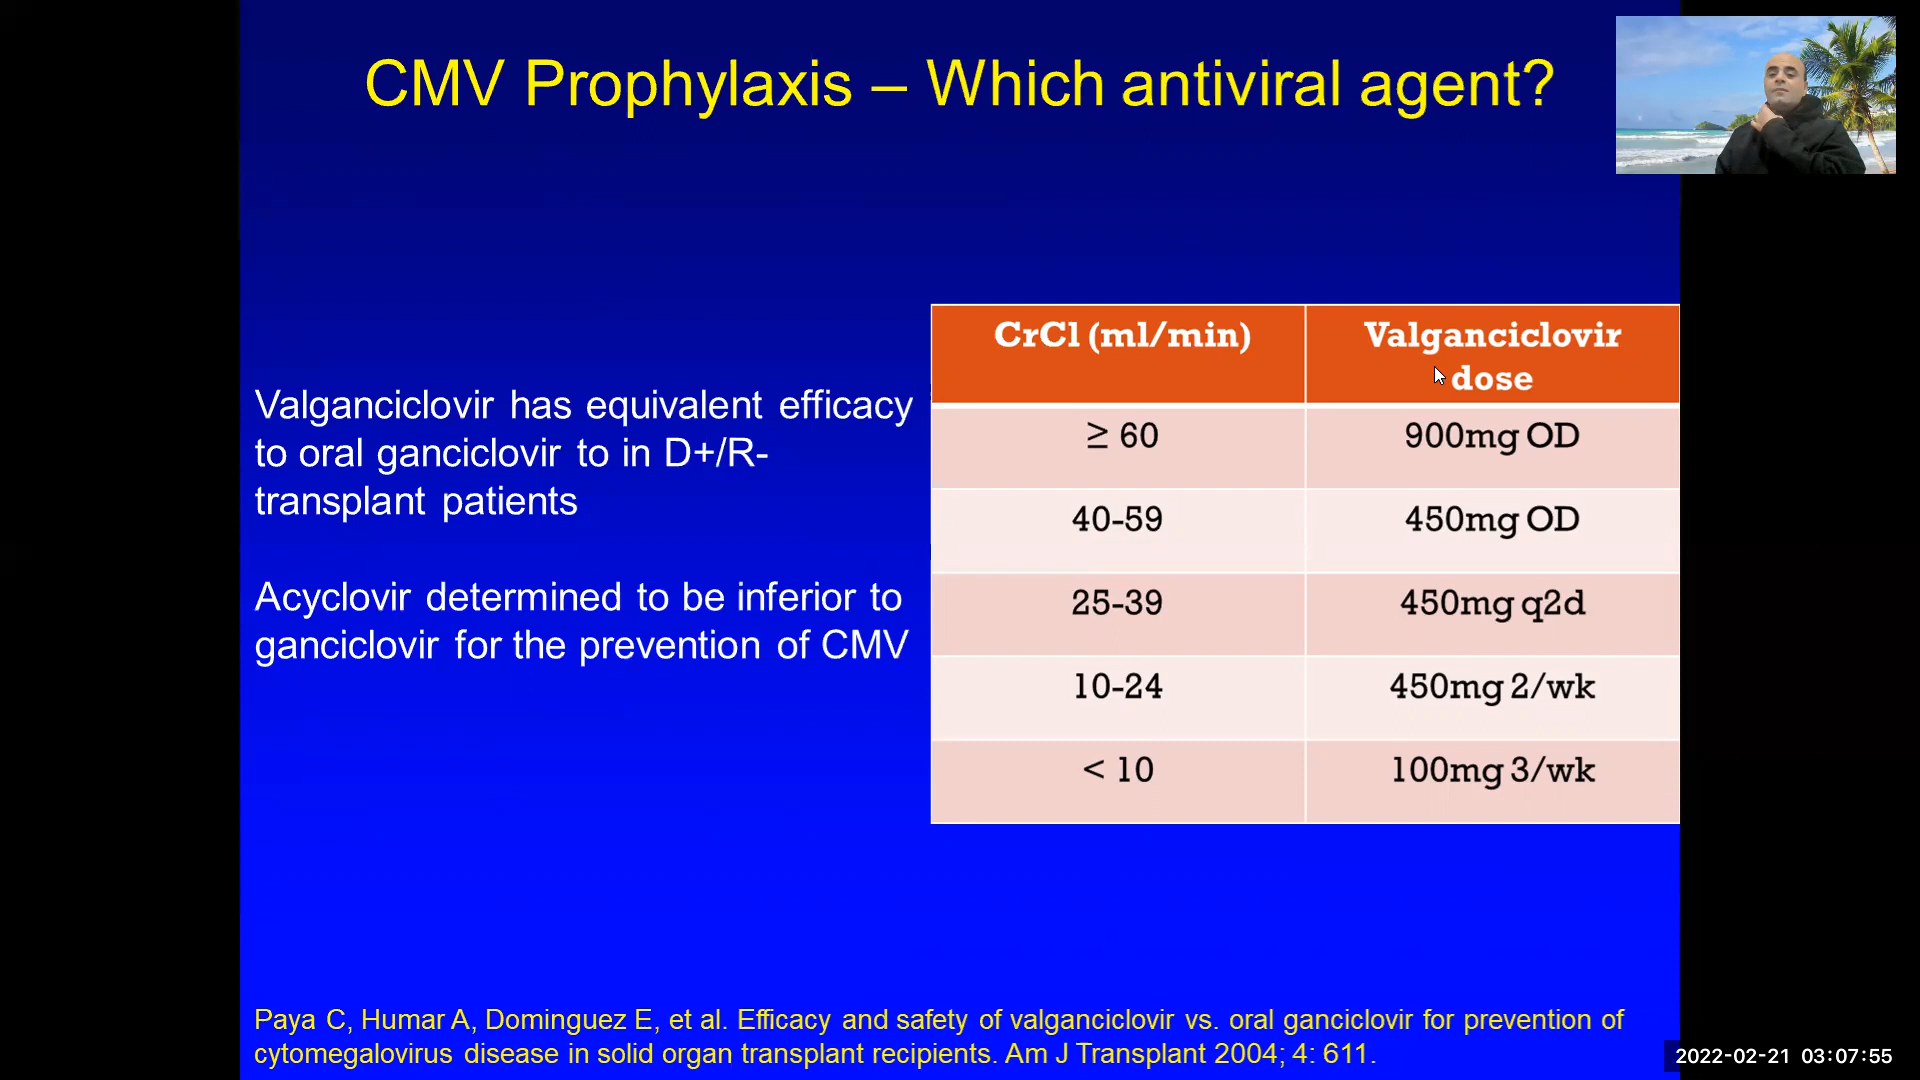 CMV Prophylaxis – Which antiviral agent?
Valganciclovir has equivalent efficacy
to oral ganciclovir to in D+/R-
transplant patients
Acyclovir determined to be inferior to
ganciclovir for the prevention of CMV
CrCl (ml/min) Valganciclovir
dose
≥ 60 900mg OD
40-59 450mg OD
25-39 450mg q2d
10-24 450mg 2/wk
< 10 100mg 3/wk
Paya C, Humar A, Dominguez E, et al. Efficacy and safety of valganciclovir vs. oral ganciclovir for prevention of
cytomegalovirus disease in solid organ transplant recipients. Am J Transplant 2004; 4: 611.
2022-02-21 03:07:55